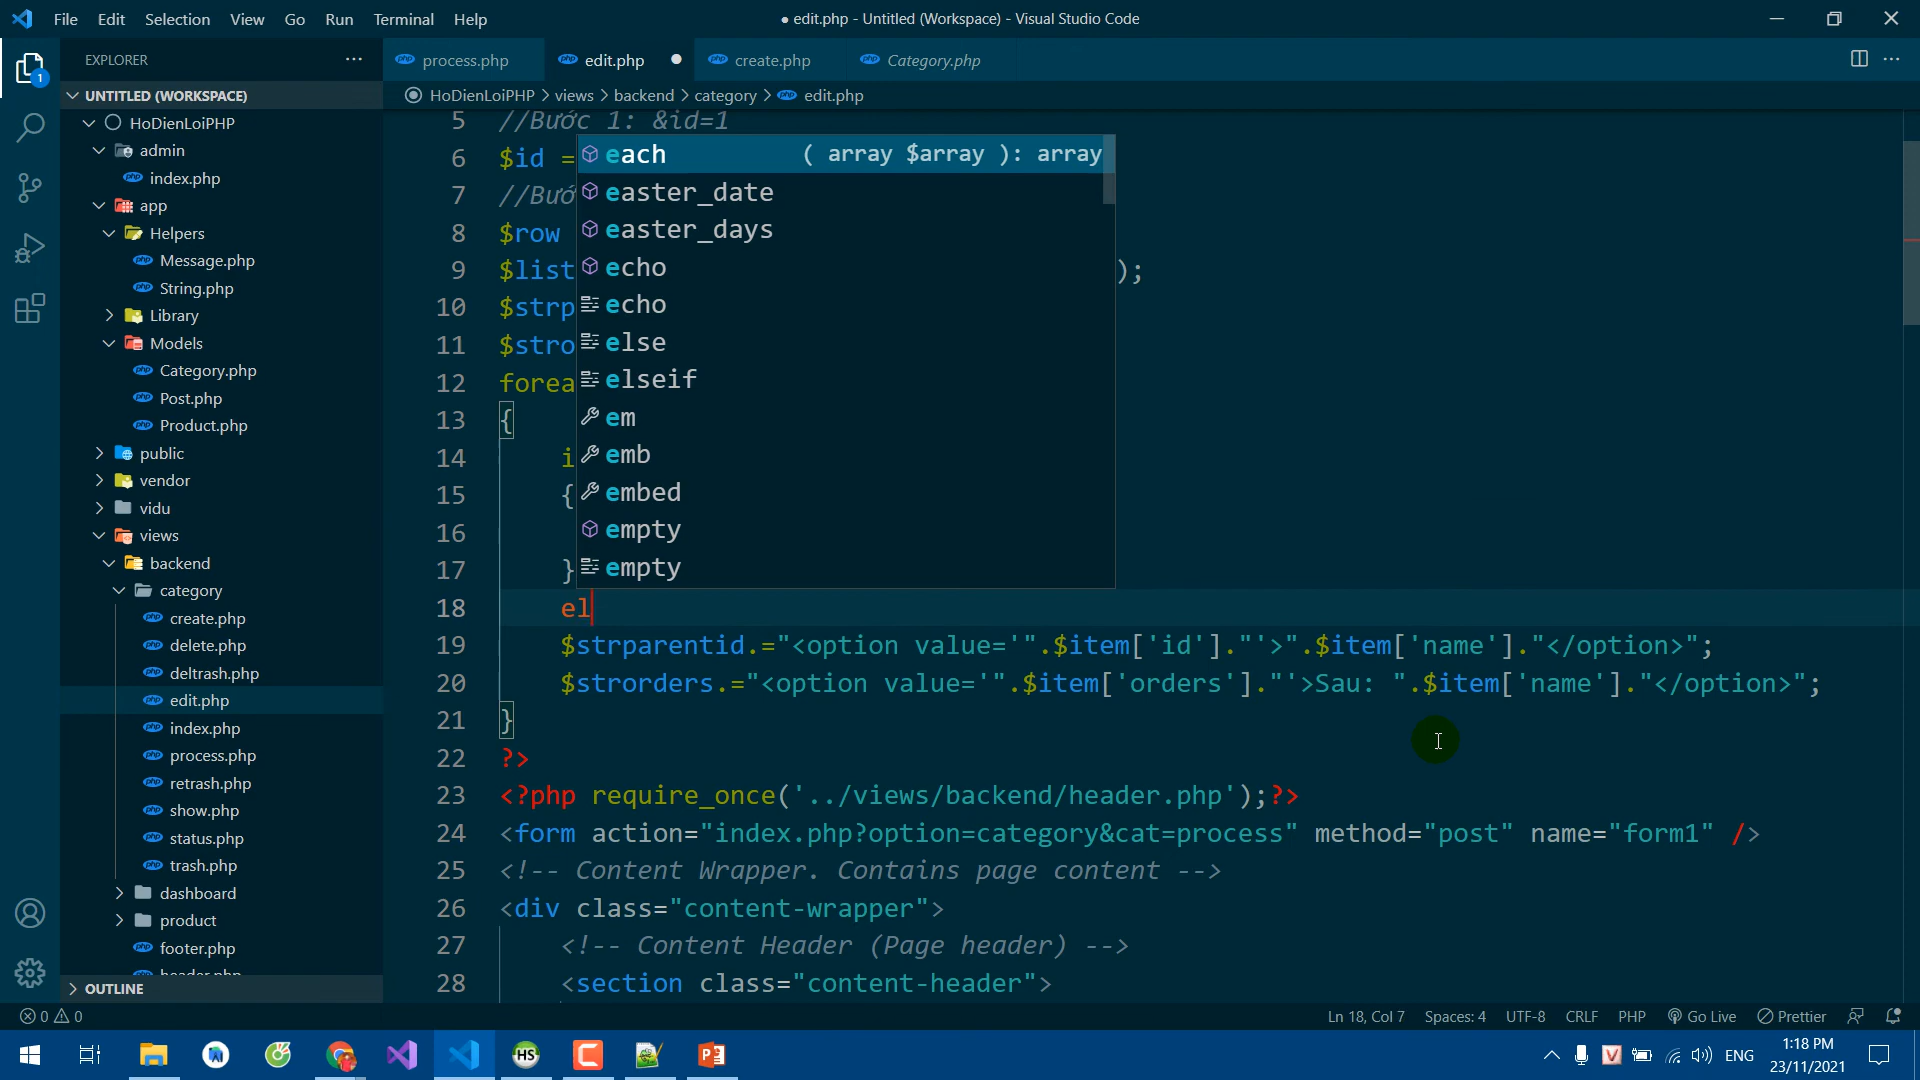 File Edit Selection View Go Run Terminal Help
● edit.php - Untitled (Workspace) - Visual Studio Code
EXPLORER
UNTITLED (WORKSPACE)
HoDienLoiPHP
admin
index.php
app
Helpers
Message.php
String.php
Library
Models
Category.php
Post.php
Product.php
public
vendor
vidu
views
backend
category
create.php
delete.php
deltrash.php
edit.php
index.php
process.php
retrash.php
show.php
status.php
trash.php
dashboard
product
footer.php
header.php
OUTLINE
process.php edit.php ● create.php Category.php
HoDienLoiPHP > views > backend > category > edit.php
5 //Bước 1: &id=1
6 $id =
7 //Bướ
8 $row
9 $list );
10 $strp
11 $stro
12 forea
13 {
14 i
15 {
16
17 }
18 el
19 $strparentid.="<option value='".$item['id']."'>".$item['name']."</option>";
20 $strorders.="<option value='".$item['orders']."'>Sau: ".$item['name']."</option>";
21 }
22 ?>
23 <?php require_once('../views/backend/header.php');?>
24 <form action="index.php?option=category&cat=process" method="post" name="form1" />
25 <!-- Content Wrapper. Contains page content -->
26 <div class="content-wrapper">
27 <!-- Content Header (Page header) -->
28 <section class="content-header">
each ( array $array ): array
easter_date
easter_days
echo
echo
else
elseif
em
emb
embed
empty
empty
0 0
Ln 18, Col 7 Spaces: 4 UTF-8 CRLF PHP Go Live Prettier
ENG
1:18 PM
23/11/2021